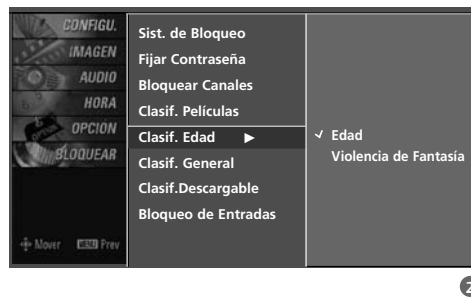 CONFIGU.
IMAGEN
AUDIO
HORA
OPCION
BLOQUEAR
Mover MENU Prev
Sist. de Bloqueo
Fijar Contraseña
Bloquear Canales
Clasif. Películas
Clasif. Edad ►
Clasif. General
Clasif.Descargable
Bloqueo de Entradas
✓ Edad
Violencia de Fantasía
2